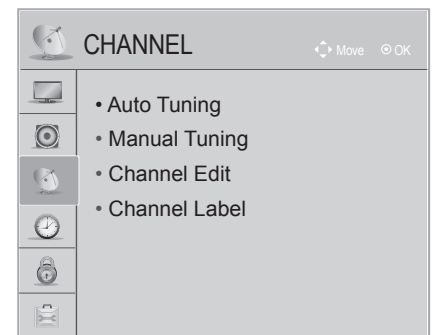 CHANNEL
Move OK
• Auto Tuning
• Manual Tuning
• Channel Edit
• Channel Label